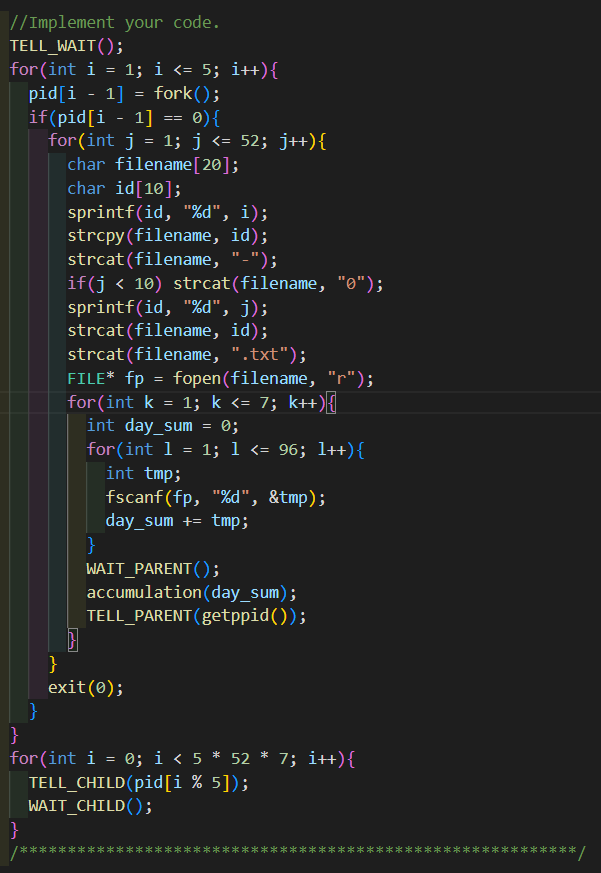 //Implement your code.
TELL_WAIT();
for(int i = 1; i <= 5; i++){
  pid[i - 1] = fork();
  if(pid[i - 1] == 0){
    for(int j = 1; j <= 52; j++){
      char filename[20];
      char id[10];
      sprintf(id, "%d", i);
      strcpy(filename, id);
      strcat(filename, "-");
      if(j < 10) strcat(filename, "0");
      sprintf(id, "%d", j);
      strcat(filename, id);
      strcat(filename, ".txt");
      FILE* fp = fopen(filename, "r");
      for(int k = 1; k <= 7; k++){
        int day_sum = 0;
        for(int l = 1; l <= 96; l++){
          int tmp;
          fscanf(fp, "%d", &tmp);
          day_sum += tmp;
        }
        WAIT_PARENT();
        accumulation(day_sum);
        TELL_PARENT(getppid());
      }
    }
    exit(0);
  }
}
for(int i = 0; i < 5 * 52 * 7; i++){
  TELL_CHILD(pid[i % 5]);
  WAIT_CHILD();
}
/**********************************************************/